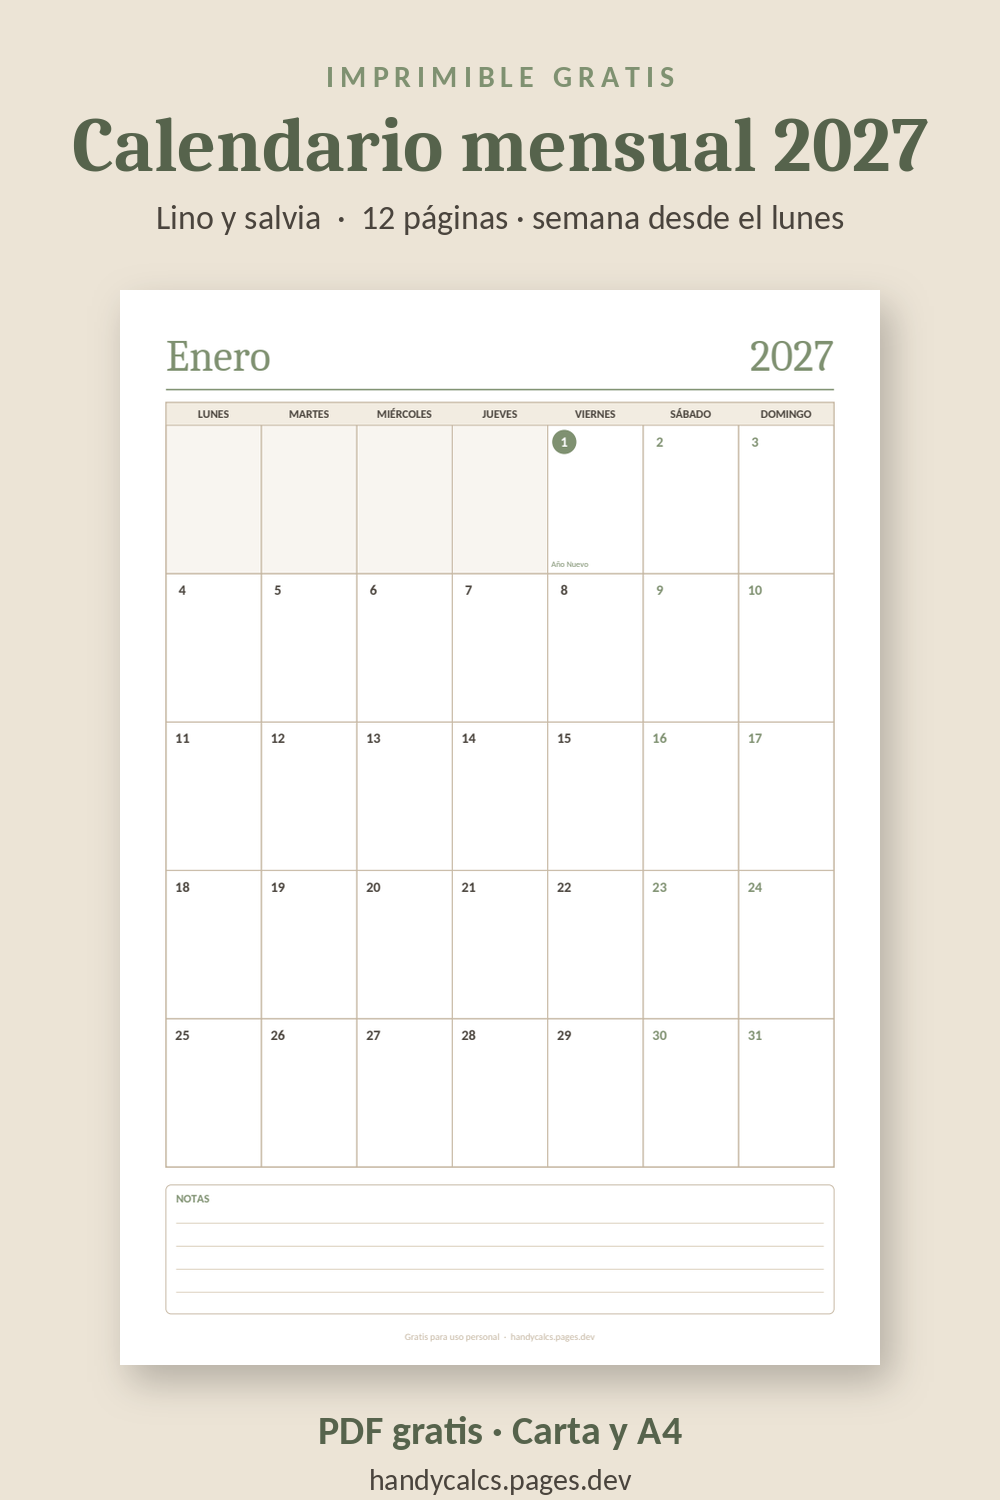 IMPRIMIBLE GRATIS
Calendario mensual 2027
Lino y salvia · 12 páginas · semana desde el lunes
Enero 2027
LUNES MARTES MIÉRCOLES JUEVES VIERNES SÁBADO DOMINGO
1 2 3
Año Nuevo
4 5 6 7 8 9 10
11 12 13 14 15 16 17
18 19 20 21 22 23 24
25 26 27 28 29 30 31
NOTAS
Gratis para uso personal · handycalcs.pages.dev
PDF gratis · Carta y A4
handycalcs.pages.dev